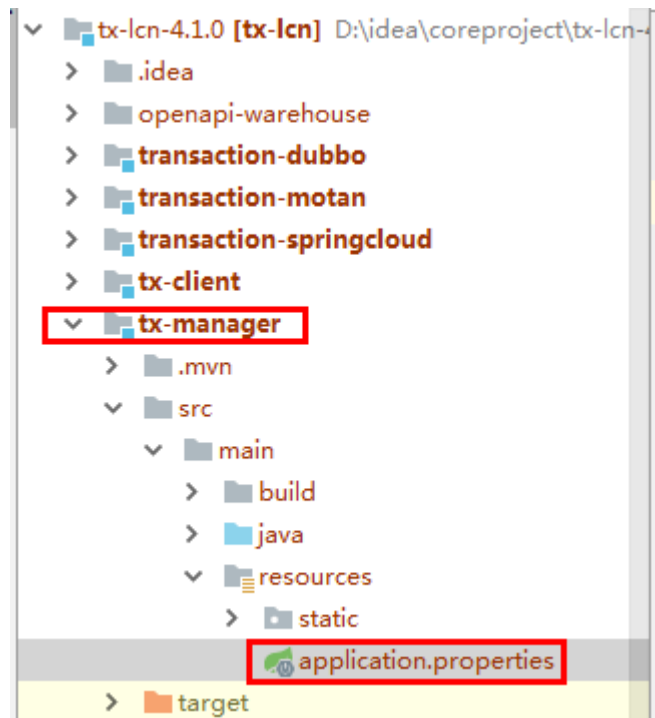 tx-lcn-4.1.0 [tx-lcn] D:\idea\coreproject\tx-lcn-
.idea
openapi-warehouse
transaction-dubbo
transaction-motan
transaction-springcloud
tx-client
tx-manager
.mvn
src
main
build
java
resources
static
application.properties
target